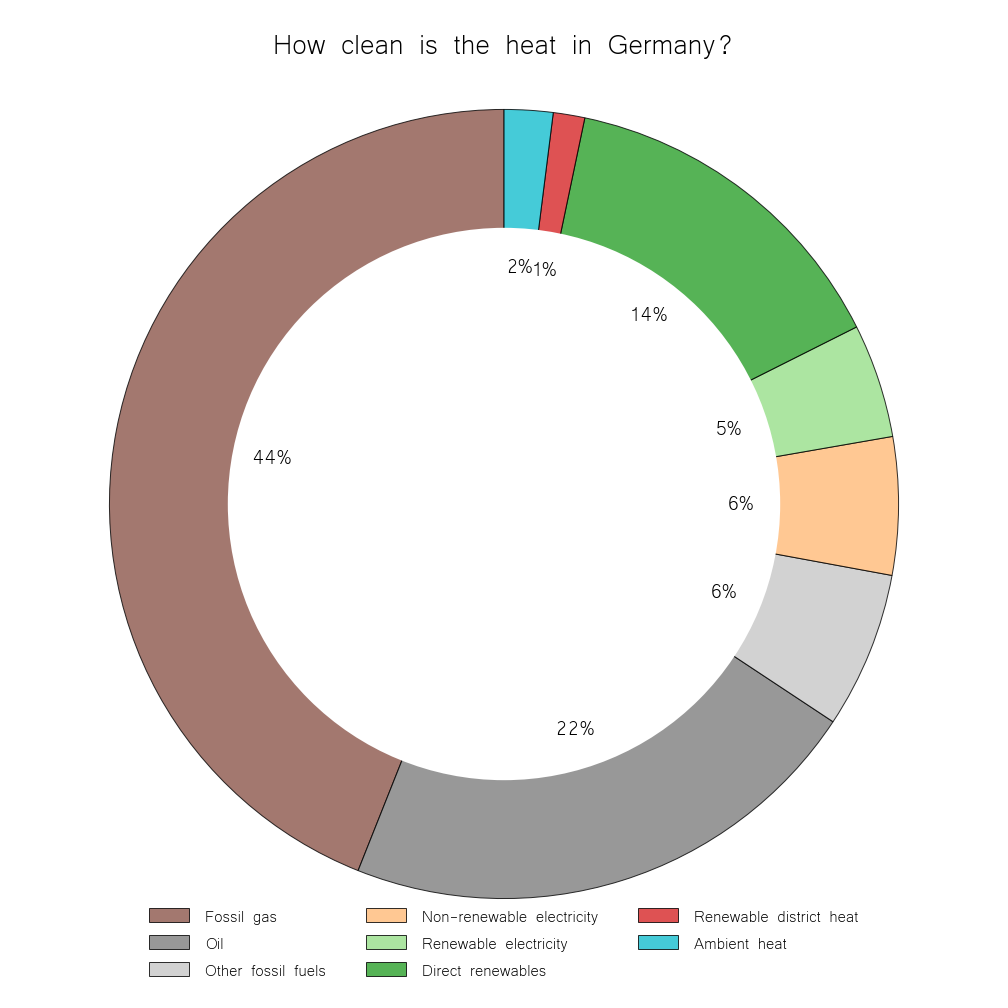 How clean is the heat in Germany?
2%
1%
14%
5%
44%
6%
6%
22%
Fossil gas
Oil
Other fossil fuels
Non-renewable electricity
Renewable electricity
Direct renewables
Renewable district heat
Ambient heat